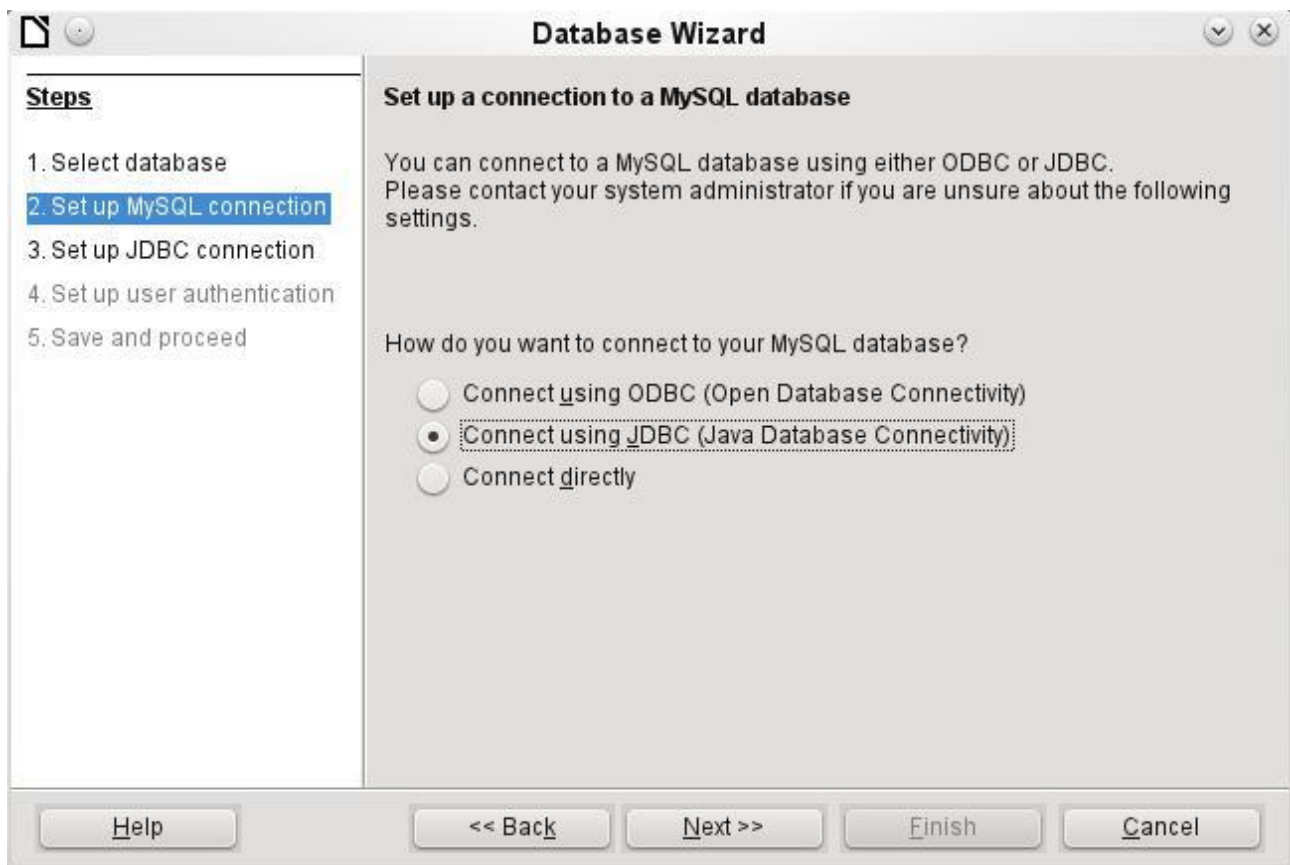 Database Wizard
Steps
1. Select database
2. Set up MySQL connection
3. Set up JDBC connection
4. Set up user authentication
5. Save and proceed
Set up a connection to a MySQL database
You can connect to a MySQL database using either ODBC or JDBC.
Please contact your system administrator if you are unsure about the following
settings.
How do you want to connect to your MySQL database?
Connect using ODBC (Open Database Connectivity)
Connect using JDBC (Java Database Connectivity)
Connect directly
Help
<< Back
Next >>
Finish
Cancel